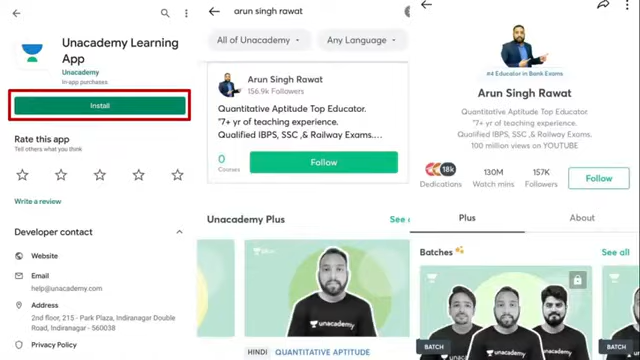 Unacademy Learning
App
Unacademy
In-app purchases
Install
Rate this app
Tell others what you think
Write a review
Developer contact
Website
Email
help@unacademy.com
Address
2nd floor, 215 - Park Plaza, Indiranagar Double
Road, Indiranagar - 560038
Privacy Policy
arun singh rawat
All of Unacademy
Any Language
Arun Singh Rawat
156.9k Followers
Quantitative Aptitude Top Educator.
"7+ yr of teaching experience.
Qualified IBPS, SSC ,& Railway Exams....
0
Courses
Follow
Unacademy Plus
See
unacademy
HINDI QUANTITATIVE APTITUDE
#4 Educator in Bank Exams
Arun Singh Rawat
Quantitative Aptitude Top Educator.
"7+ yr of teaching experience.
Qualified IBPS, SSC ,& Railway Exams.
100 million views on YOUTUBE
18k
Dedications
130M
Watch mins
157K
Followers
Follow
Plus
About
Batches
See all
unacademy
BATCH
BATCH